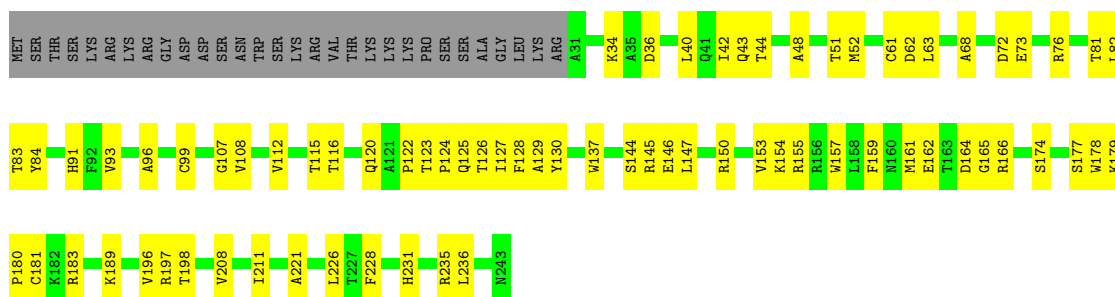 MET SER THR SER LYS ARG LYS ARG GLY ASP ASP SER ASN TRP SER LYS ARG VAL THR LYS LYS LYS PRO SER SER ALA GLY LEU LYS ARG A31 K34 A35 D36 L40 Q41 I42 Q43 T44 A48 T51 M52 C61 D62 L63 A68 D72 E73 R76 T81
T83 Y84 H91 F92 V93 A96 C99 G107 V108 V112 T115 T116 Q120 A121 P122 T123 P124 Q125 T126 I127 F128 A129 Y130 W137 S144 R145 E146 L147 R150 V153 K154 R155 R156 W157 L158 F159 N160 M161 E162 T163 D164 G165 R166 S174 S177 W178 K179
P180 C181 K182 R183 K189 V196 R197 T198 V208 I211 A221 L226 T227 F228 H231 R235 L236 N243